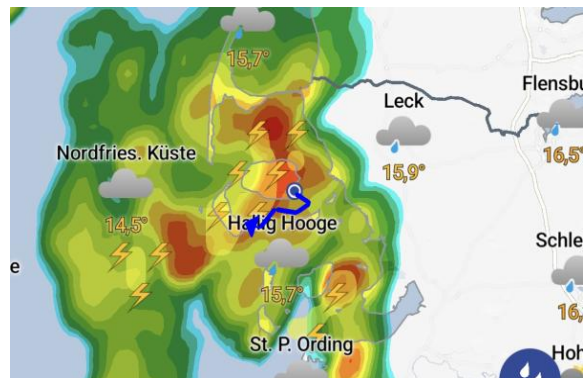 15,7°
Flensbu
Leck
Nordfries. Küste
15,9°
16,5°
14,5°
Hallig Hooge
Schle
e
15,7°
16,
St. P. Ording
Hoh